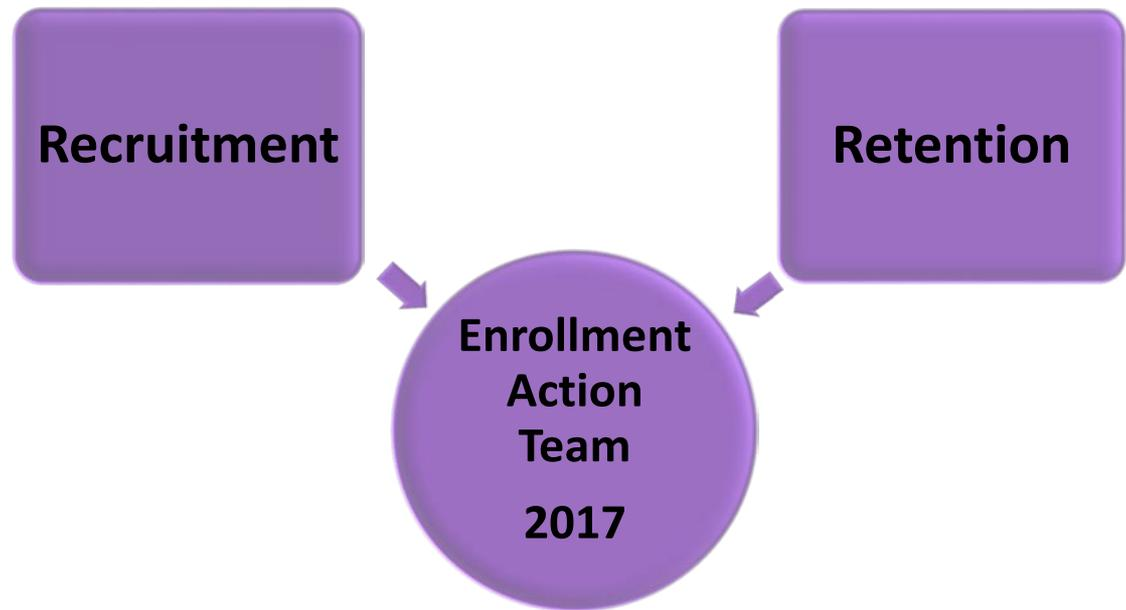 Recruitment
Retention
Enrollment
Action
Team
2017